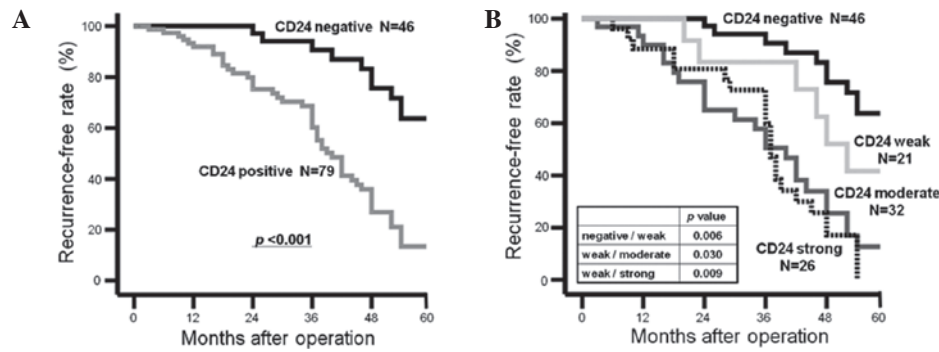 A
Recurrence-free rate (%)
100
80
60
40
20
0
CD24 negative N=46
CD24 positive N=79
p <0.001
0 12 24 36 48 60
Months after operation
B
Recurrence-free rate (%)
100
80
60
40
20
0
CD24 negative N=46
CD24 weak
N=21
CD24 moderate
N=32
CD24 strong
N=26
p value
negative / weak 0.006
weak / moderate 0.030
weak / strong 0.009
0 12 24 36 48 60
Months after operation